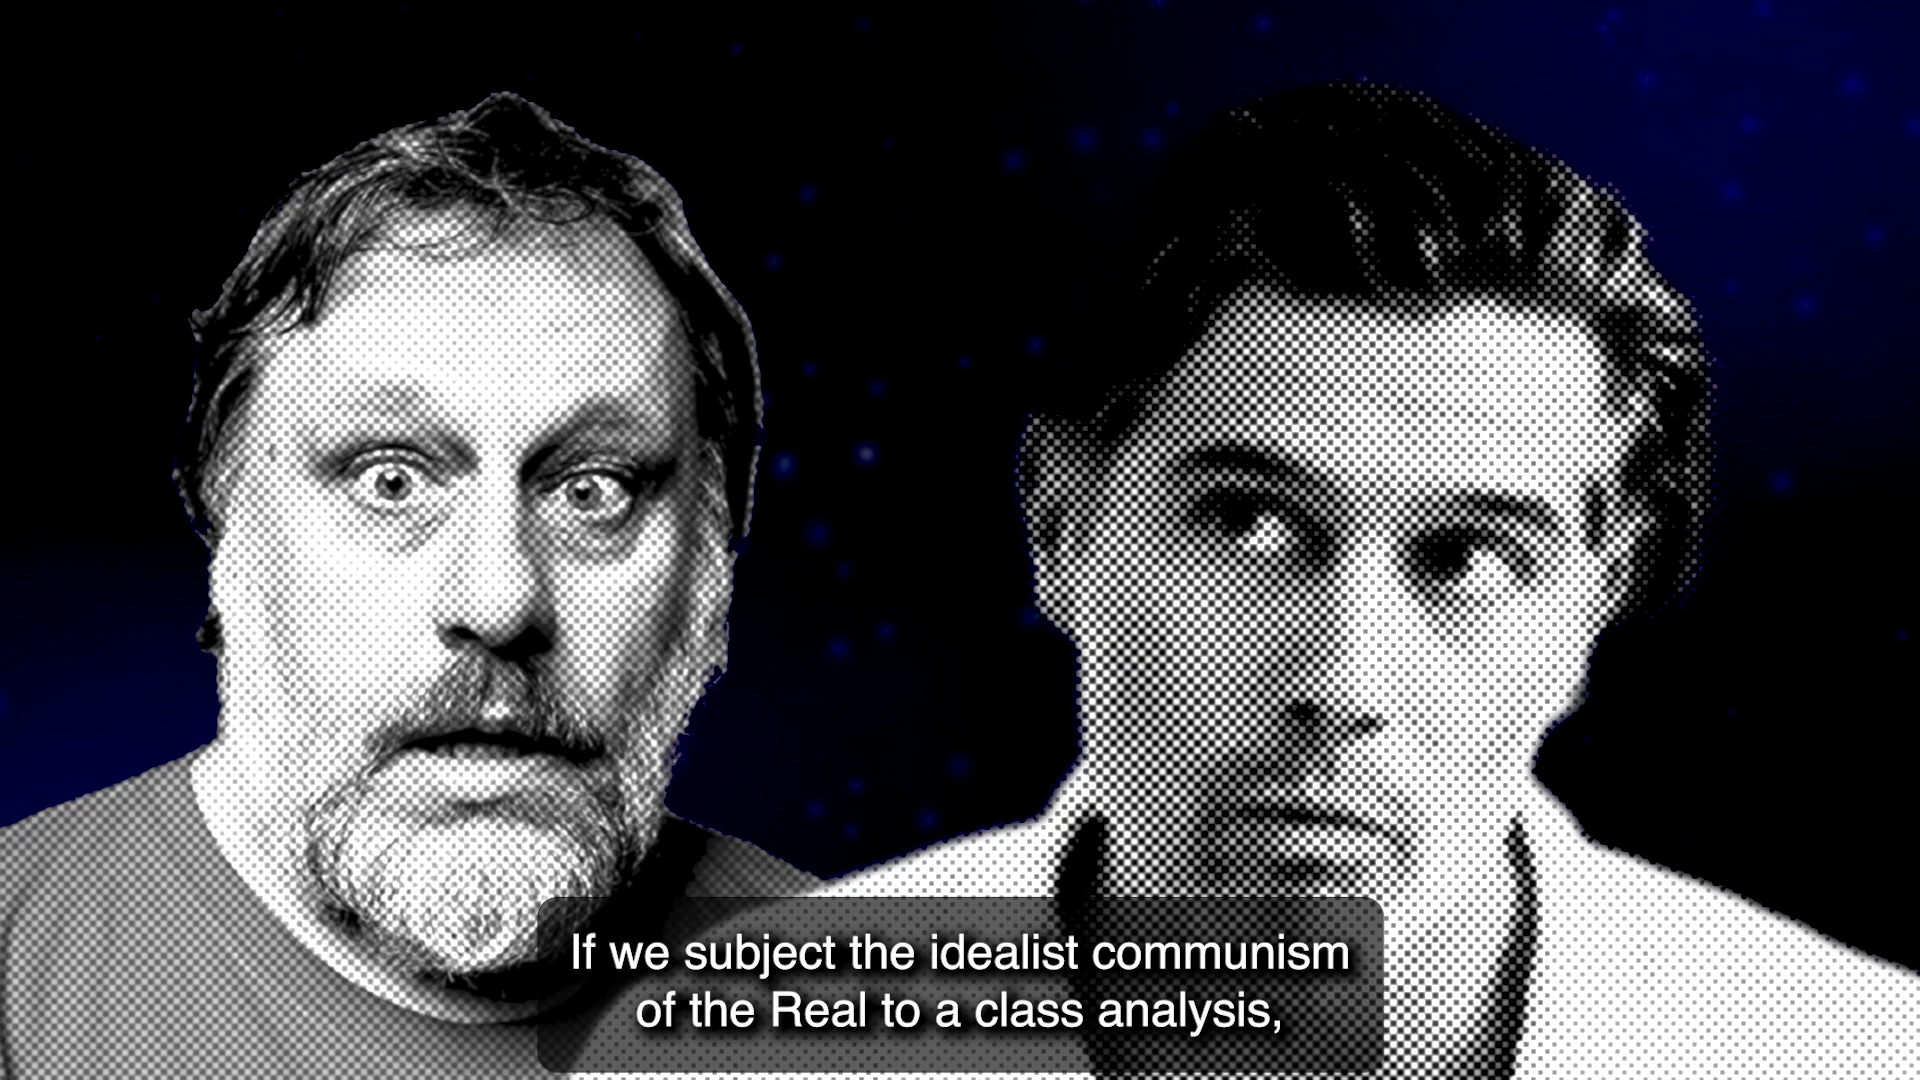 If we subject the idealist communism
of the Real to a class analysis,